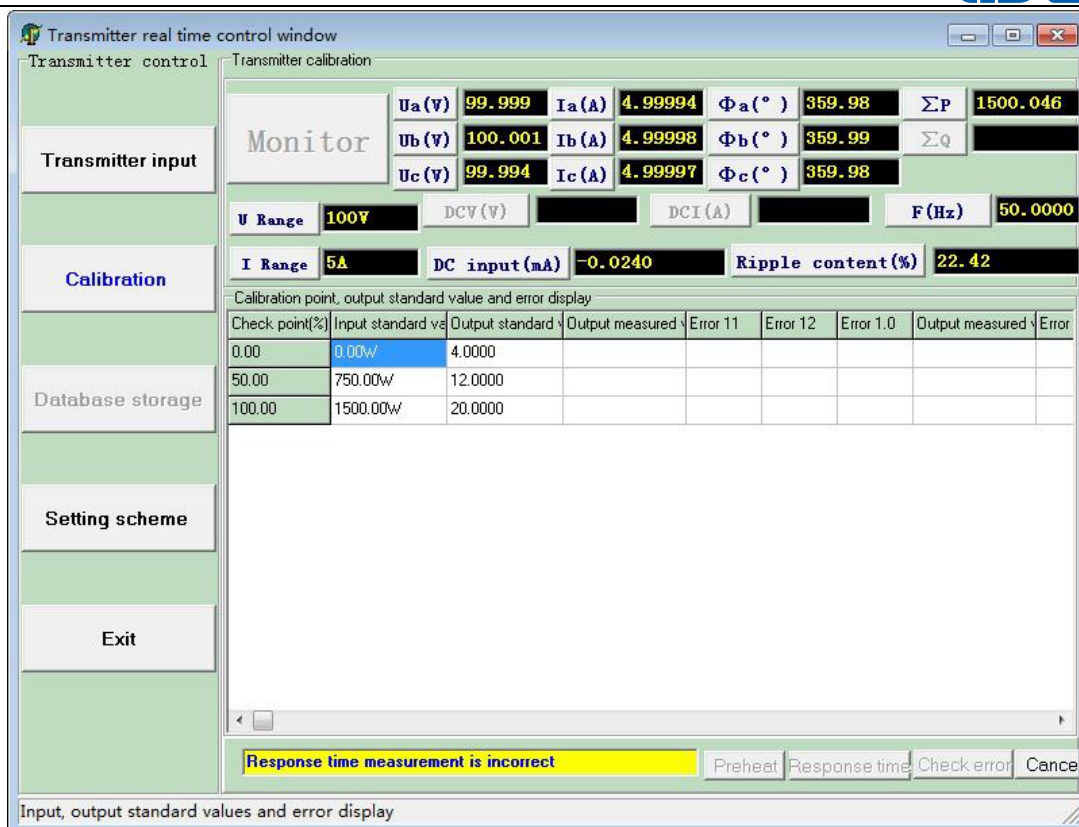 Transmitter real time control window
Transmitter control
Transmitter input
Calibration
Database storage
Setting scheme
Exit
Transmitter calibration
Monitor
Ua(V) 99.999 Ia(A) 4.99994 Φa(° ) 359.98 ΣP 1500.046
Ub(V) 100.001 Ib(A) 4.99998 Φb(° ) 359.99 ΣQ
Uc(V) 99.994 Ic(A) 4.99997 Φc(° ) 359.98
U Range 100V DCV(V) DCI(A) F(Hz) 50.0000
I Range 5A DC input(mA) -0.0240 Ripple content(%) 22.42
Calibration point, output standard value and error display
Check point(%) Input standard va Output standard Output measured Error 11 Error 12 Error 1.0 Output measured Error
0.00 0.00W 4.0000
50.00 750.00W 12.0000
100.00 1500.00W 20.0000
Response time measurement is incorrect
Preheat Response time Check error Cance
Input, output standard values and error display